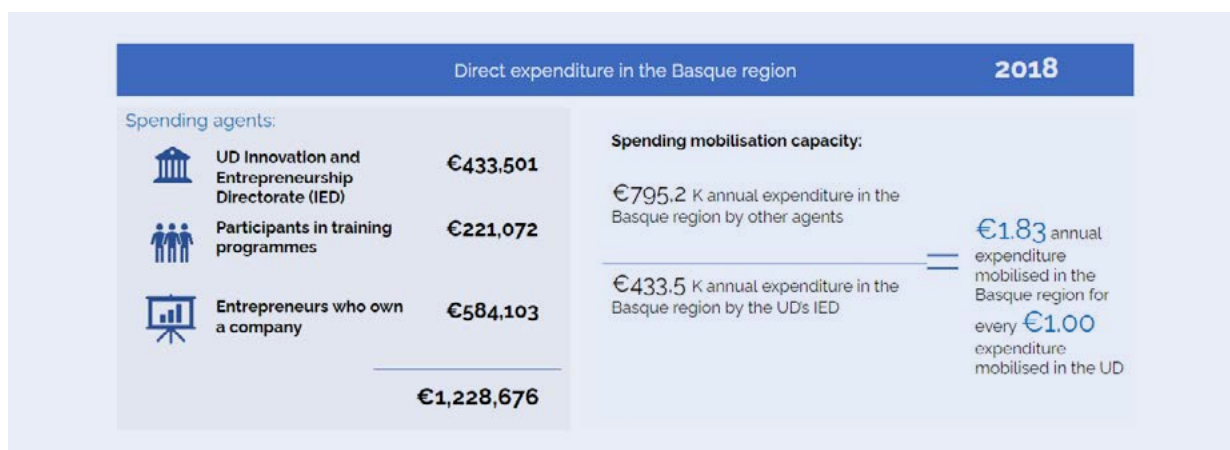 Direct expenditure in the Basque region
2018
Spending agents:
UD Innovation and
Entrepreneurship
Directorate (IED)
€433,501
Participants in training
programmes
€221,072
Entrepreneurs who own
a company
€584,103
€1,228,676
Spending mobilisation capacity:
€795,2 K annual expenditure in the
Basque region by other agents
€433.5 K annual expenditure in the
Basque region by the UD's IED
=
€1.83 annual
expenditure
mobilised in the
Basque region for
every €1.00
expenditure
mobilised in the UD